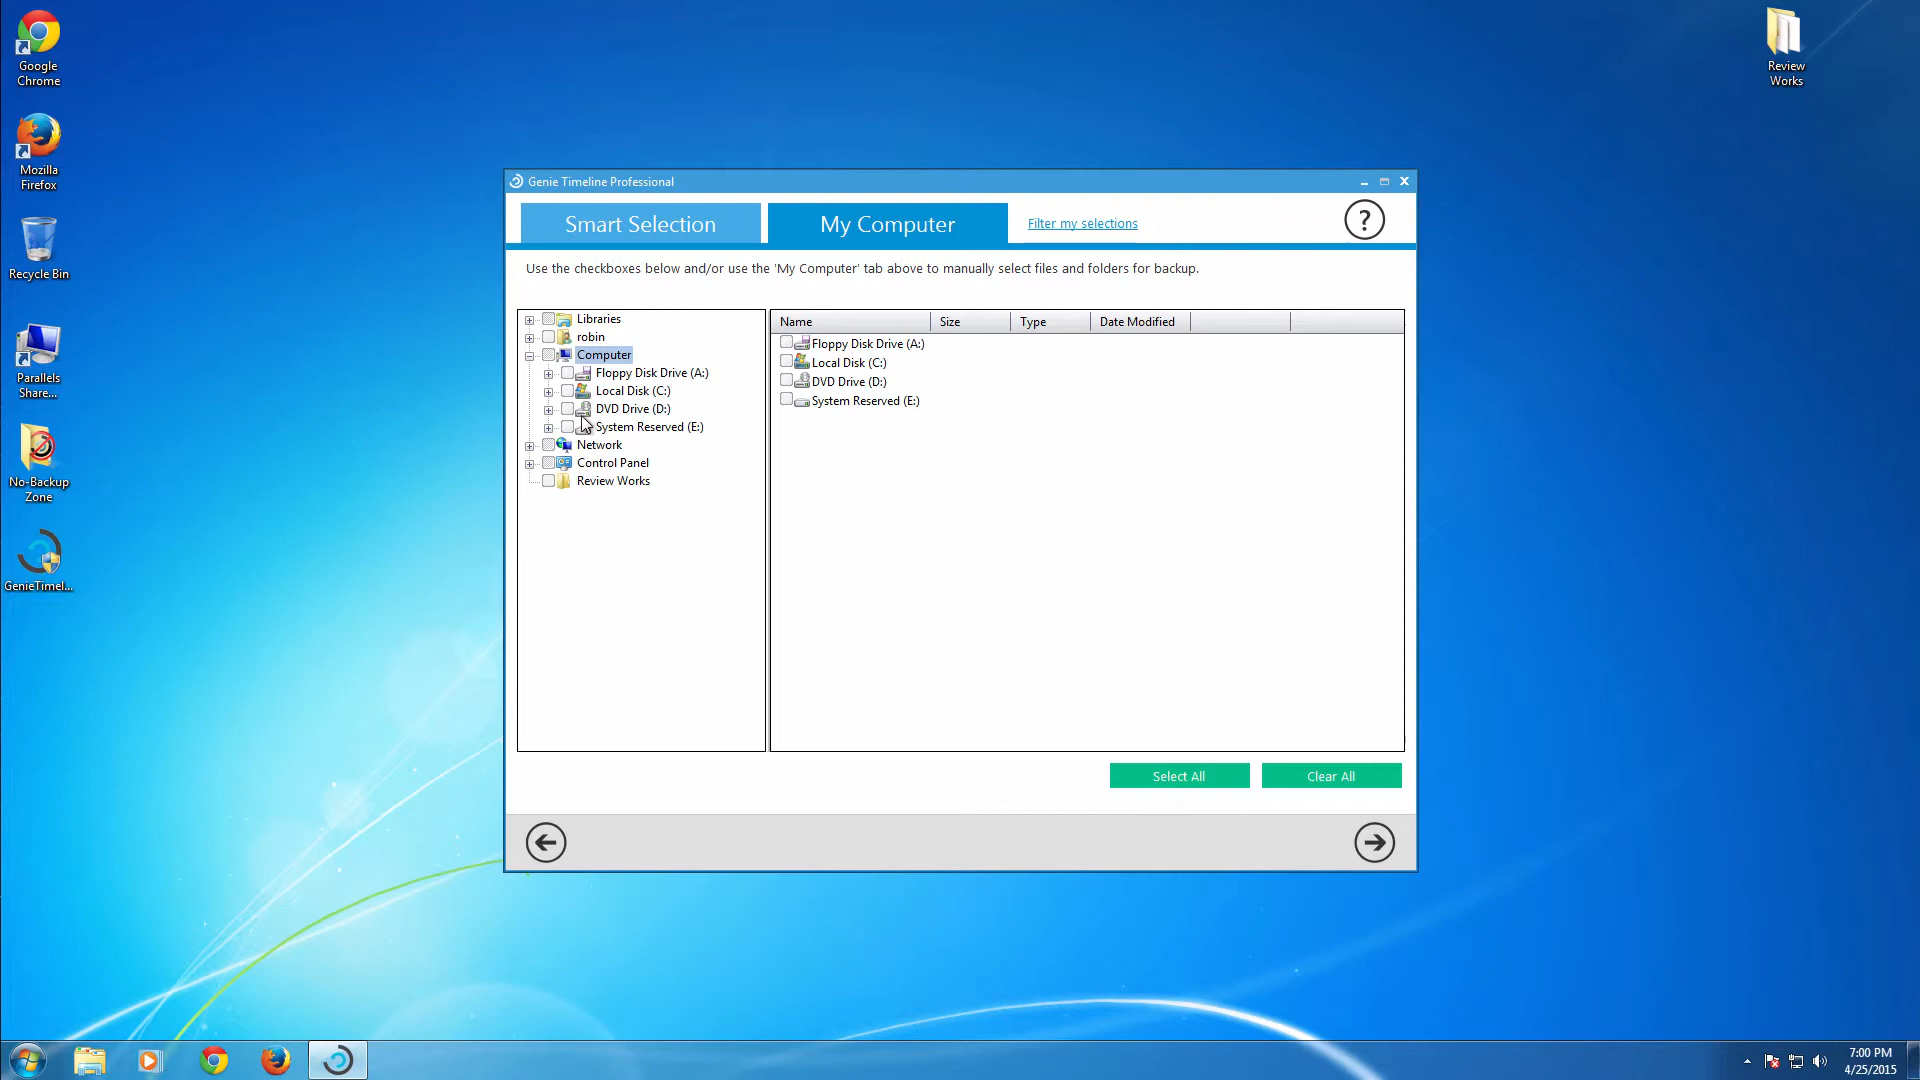 Google
Chrome
Mozilla
Firefox
Recycle Bin
Parallels
Share...
No-Backup
Zone
GenieTimel...
Review
Works
Genie Timeline Professional
Smart Selection
My Computer
Filter my selections
?
Use the checkboxes below and/or use the 'My Computer' tab above to manually select files and folders for backup.
Libraries
robin
Computer
Floppy Disk Drive (A:)
Local Disk (C:)
DVD Drive (D:)
System Reserved (E:)
Network
Control Panel
Review Works
Name Size Type Date Modified
Floppy Disk Drive (A:)
Local Disk (C:)
DVD Drive (D:)
System Reserved (E:)
Select All Clear All
7:00 PM
4/25/2015